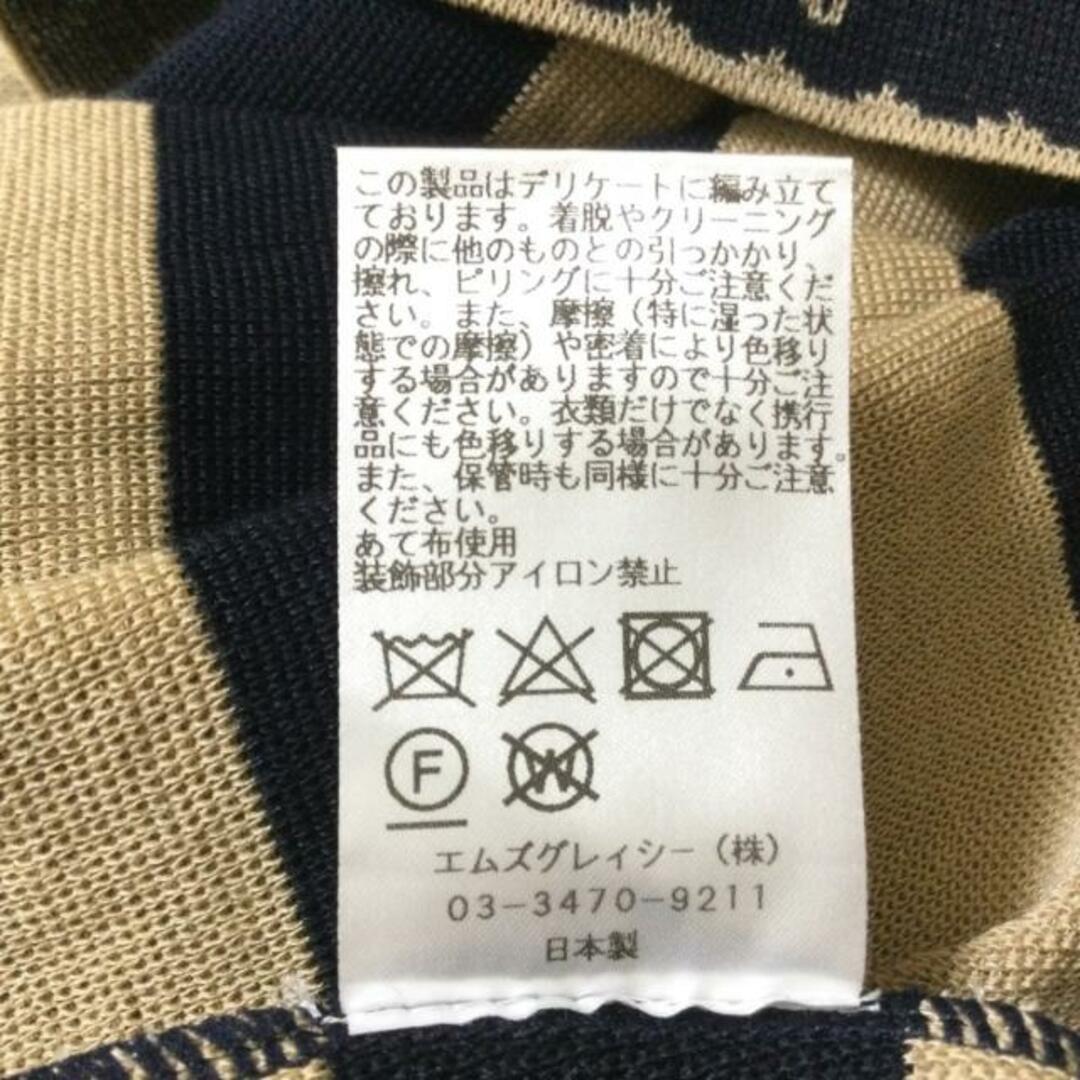 この製品はデリケートに編み立て
ております。着脱やクリーニング
の際に他のものとの引っかかり、
擦れ、ピリングに十分ご注意くだ
さい。また、摩擦（特に湿った状
態での摩擦）や密着により色移り
する場合がありますので十分ご注
意ください。衣類だけでなく携行
品にも色移りする場合があります。
また、保管時も同様に十分ご注意
ください。
あて布使用
装飾部分アイロン禁止
F W
エムズグレイシー（株）
03-3470-9211
日本製